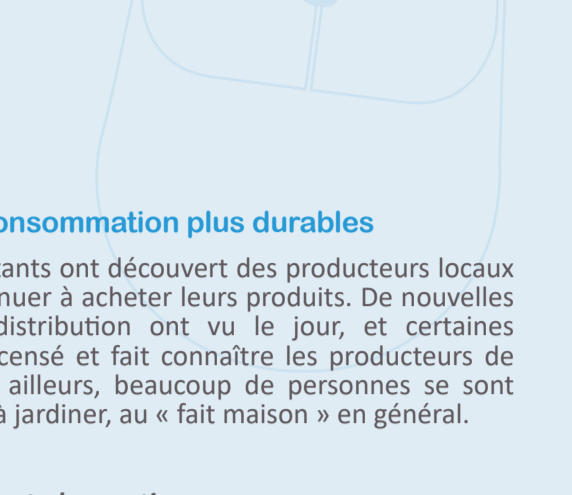 onsommation plus durables
tants ont découvert des producteurs locaux
nuer à acheter leurs produits. De nouvelles
distribution ont vu le jour, et certaines
censé et fait connaître les producteurs de
ailleurs, beaucoup de personnes se sont
à jardiner, au « fait maison » en général.